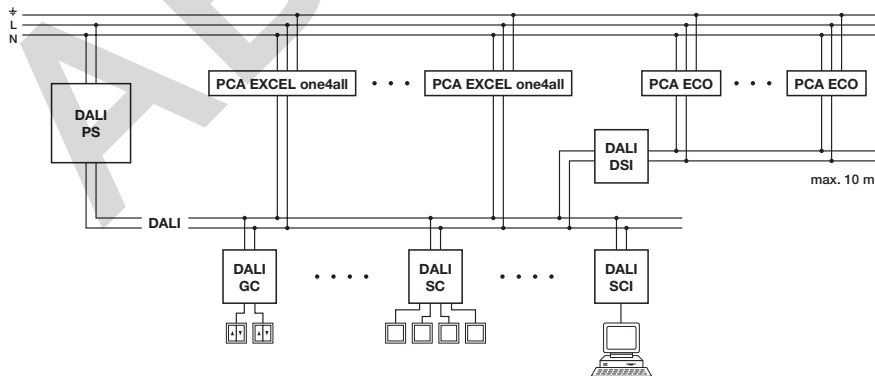 ⏚
L
N
PCA EXCEL one4all
PCA EXCEL one4all
PCA ECO
PCA ECO
DALI
PS
DALI
DSI
max. 10 m
DALI
DALI
GC
DALI
SC
DALI
SCI